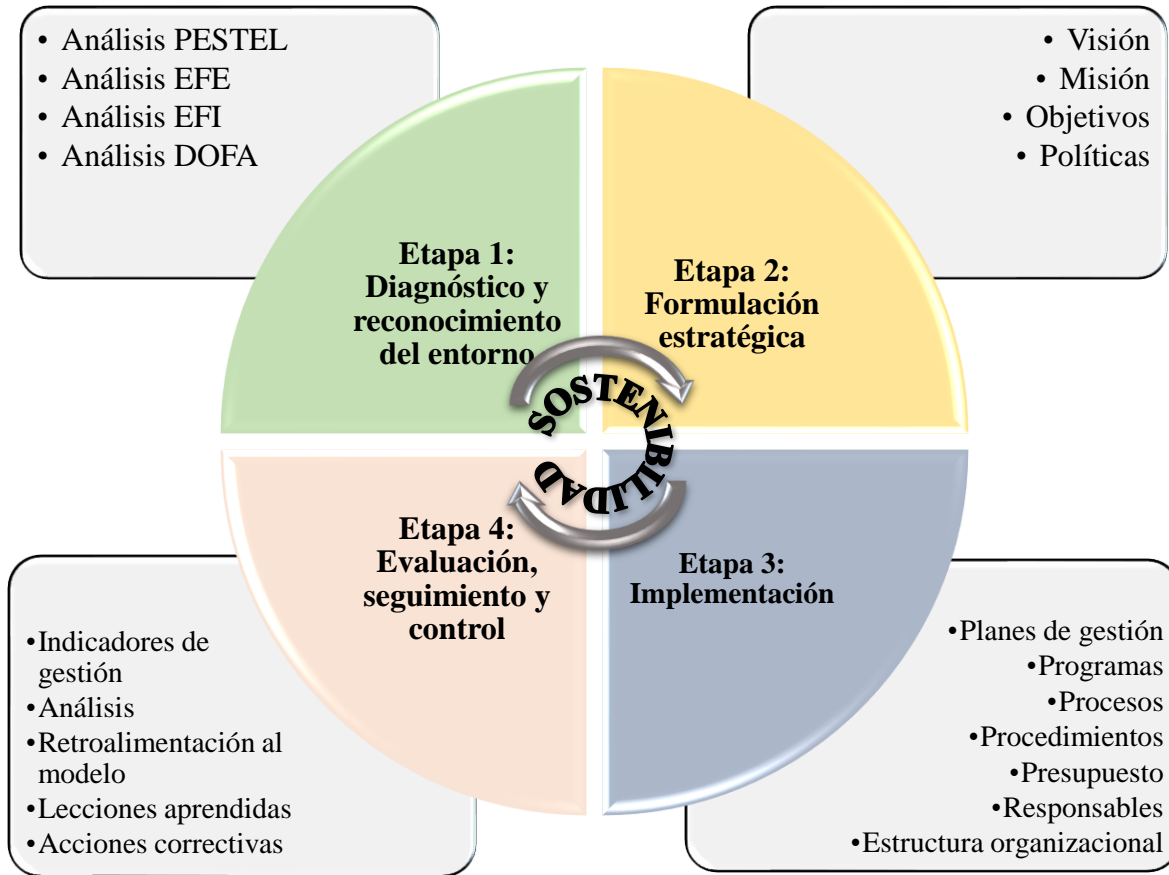 • Análisis PESTEL
• Análisis EFE
• Análisis EFI
• Análisis DOFA
• Visión
• Misión
• Objetivos
• Políticas
Etapa 1:
Diagnóstico y
reconocimiento
del entorno
Etapa 2:
Formulación
estratégica
SOSTENIBILIDAD
Etapa 4:
Evaluación,
seguimiento y
control
Etapa 3:
Implementación
•Indicadores de
gestión
•Análisis
•Retroalimentación al
modelo
•Lecciones aprendidas
•Acciones correctivas
•Planes de gestión
•Programas
•Procesos
•Procedimientos
•Presupuesto
•Responsables
•Estructura organizacional